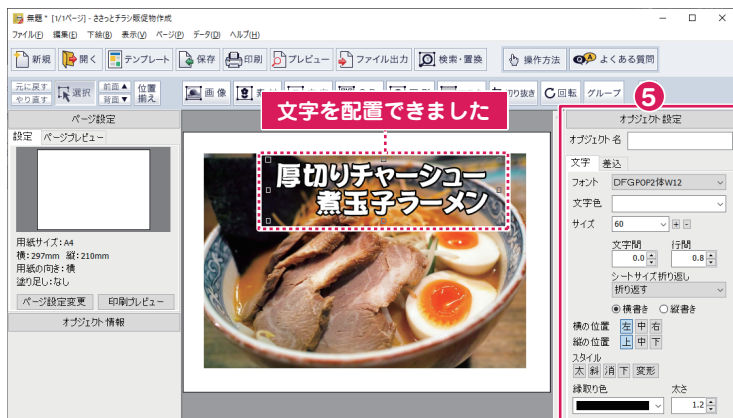 無題* [1/1ページ] - ささっとチラシ販促物作成
ファイル(F) 編集(E) 下絵(B) 表示(V) ページ(P) データ(D) ヘルプ(H)
新規 開く テンプレート 保存 印刷 プレビュー ファイル出力 検索・置換 操作方法 よくある質問
元に戻す やり直す 選択 前面▲ 背面▼ 位置揃え 画像 切り抜き 回転 グループ
文字を配置できました
5
ページ設定
設定 ページプレビュー
用紙サイズ:A4
横:297mm 縦:210mm
用紙の向き:横
塗り足し:なし
ページ設定変更 印刷プレビュー
オブジェクト情報
厚切りチャーシュー
煮玉子ラーメン
オブジェクト設定
オブジェクト名
文字 差込
フォント DFGPOP2体W12
文字色
サイズ 60
文字間 行間
0.0 0.8
シートサイズ折り返し
折り返す
横書き 縦書き
横の位置 左 中 右
縦の位置 上 中 下
スタイル
太 斜 消 下 変形
縁取り色 太さ
1.2